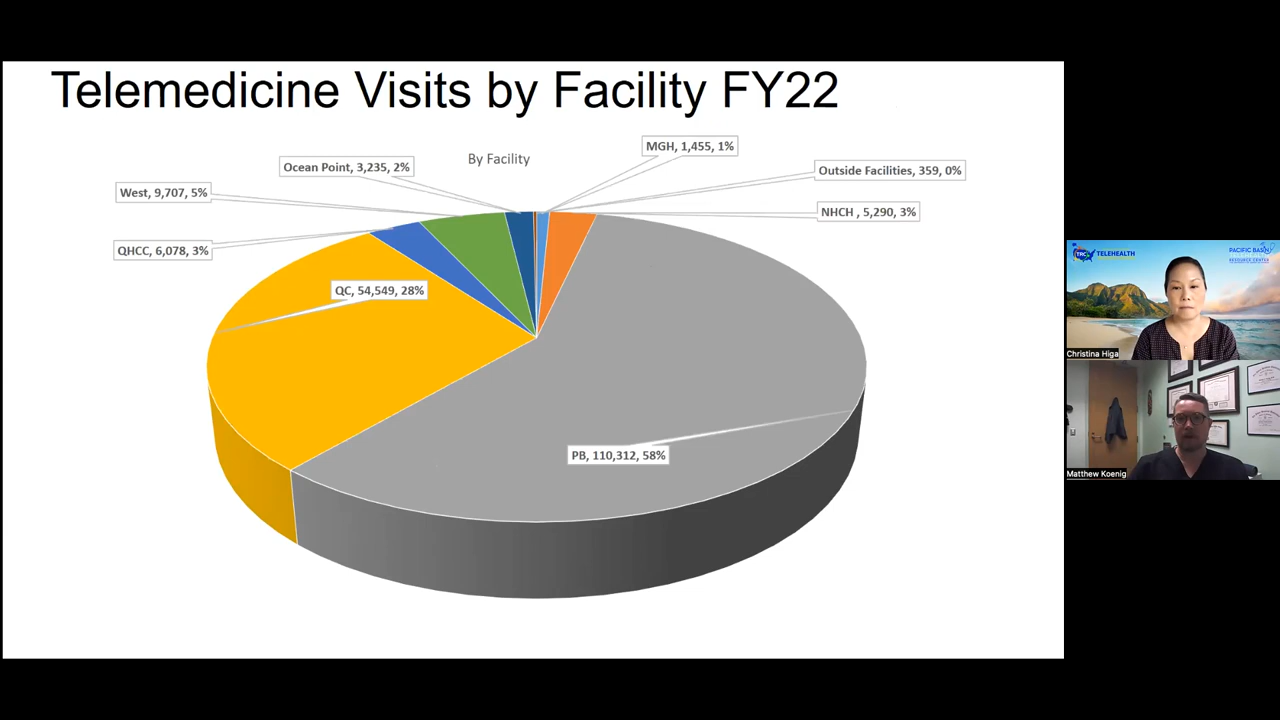 Telemedicine Visits by Facility FY22
By Facility
MGH, 1,455, 1%
Ocean Point, 3,235, 2%
Outside Facilities, 359, 0%
West, 9,707, 5%
NHCH , 5,290, 3%
QHCC, 6,078, 3%
QC, 54,549, 28%
PB, 110,312, 58%
TRC
TELEHEALTH
PACIFIC BASIN
RESOURCE CENTER
Christina Higa
Matthew Koenig